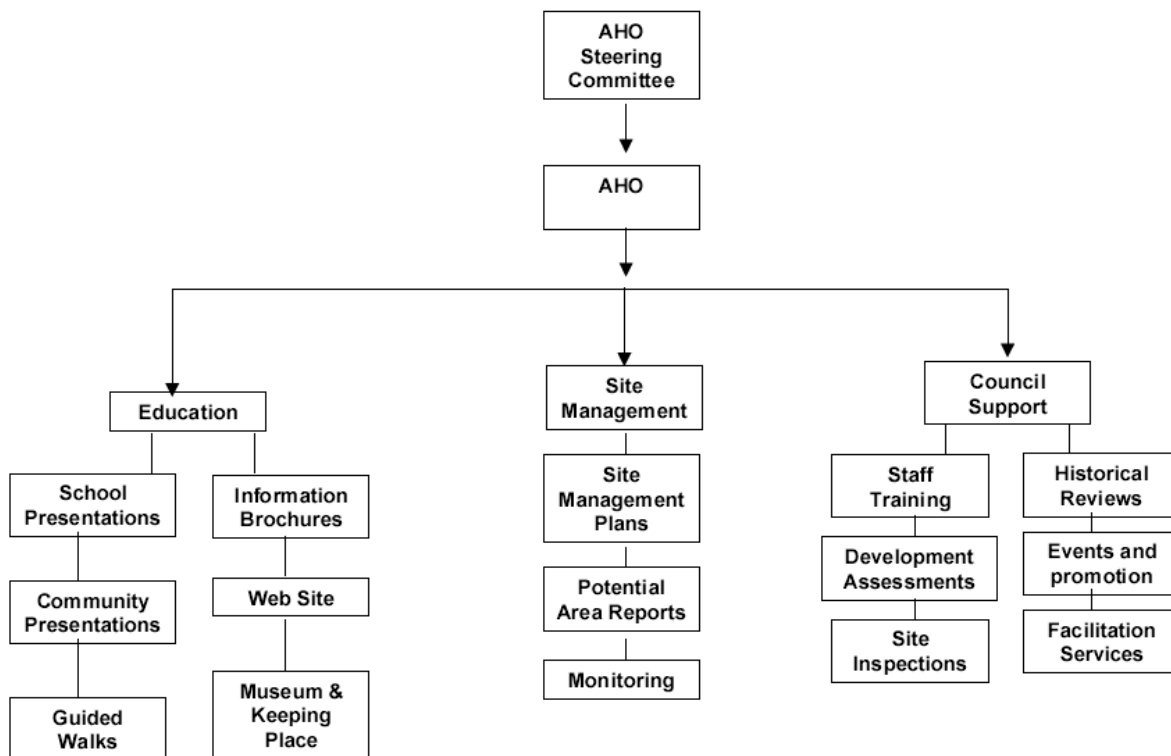 AHO
Steering
Committee
AHO
Education
Site
Management
Council
Support
School
Presentations
Information
Brochures
Site
Management
Plans
Staff
Training
Historical
Reviews
Community
Presentations
Web Site
Potential
Area Reports
Development
Assessments
Events and
promotion
Guided
Walks
Museum &
Keeping
Place
Monitoring
Site
Inspections
Facilitation
Services